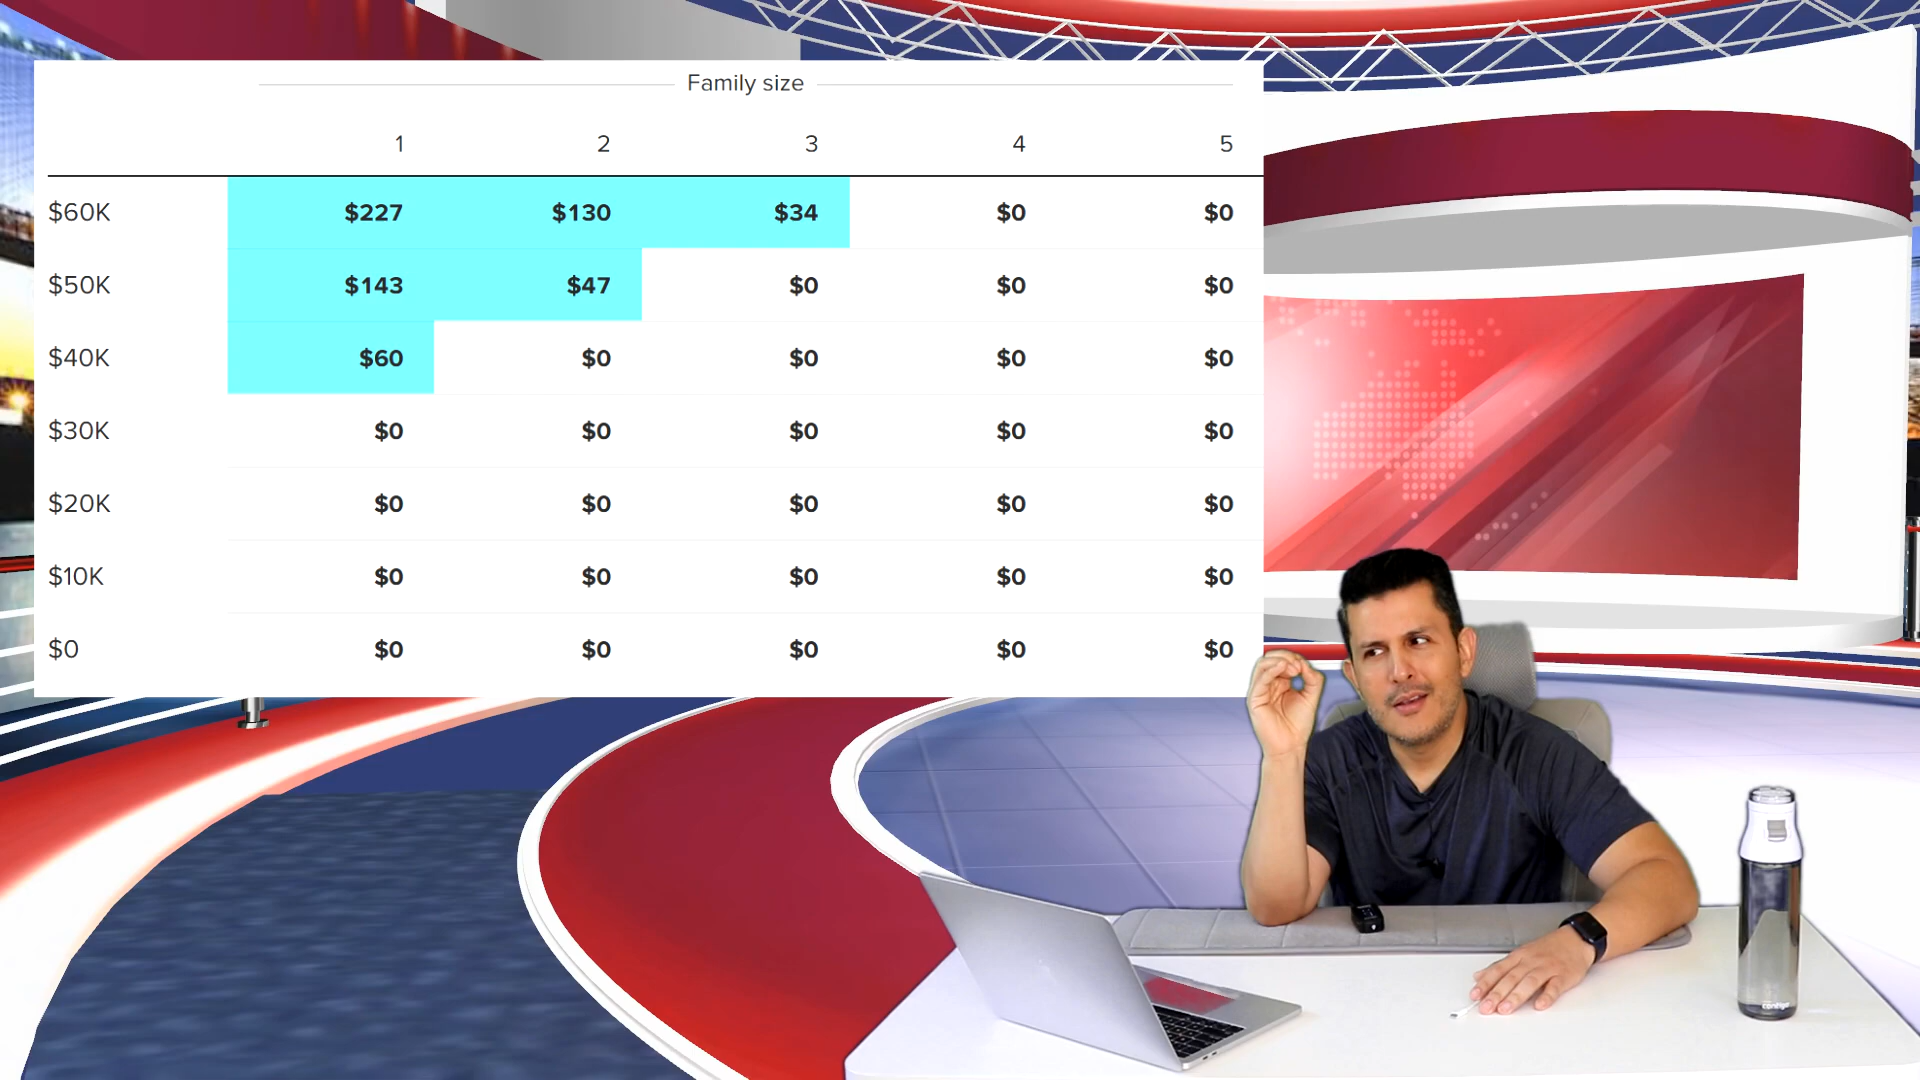 Family size
1 2 3 4 5
$60K $227 $130 $34 $0 $0
$50K $143 $47 $0 $0 $0
$40K $60 $0 $0 $0 $0
$30K $0 $0 $0 $0 $0
$20K $0 $0 $0 $0 $0
$10K $0 $0 $0 $0 $0
$0 $0 $0 $0 $0 $0
contigo